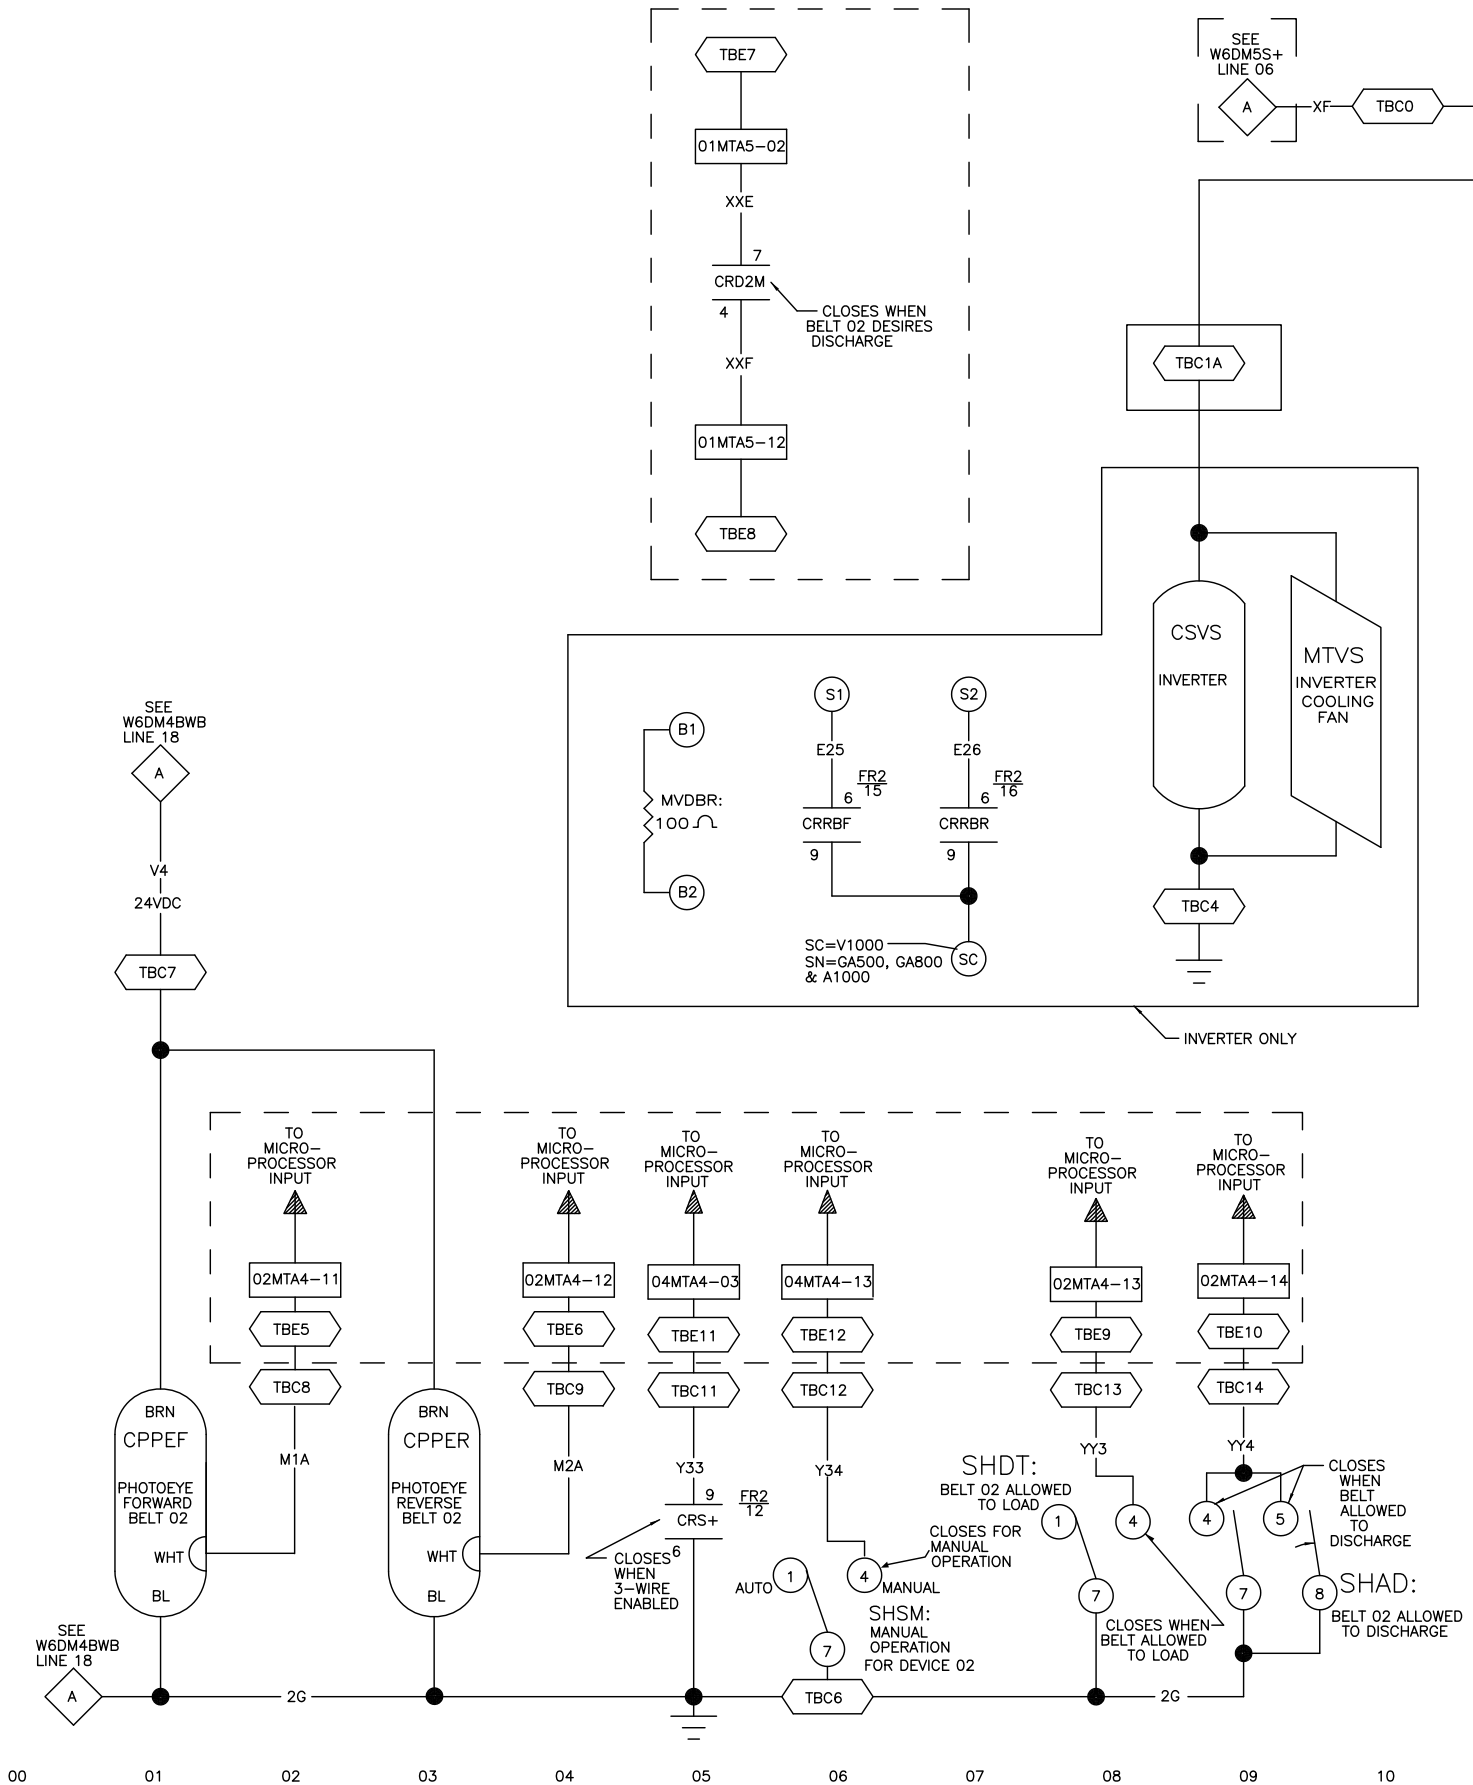 TBE7
01MTA5-02
XXE
7
CRD2M
4
CLOSES WHEN
BELT 02 DESIRES
DISCHARGE
XXF
01MTA5-12
TBE8
SEE
W6DM5S+
LINE 06
A
XF
TBC0
TBC1A
CSVS
INVERTER
MTVS
INVERTER
COOLING
FAN
TBC4
B1
MVDBR:
100
B2
S1
E25
FR2
15
6
CRRBF
9
S2
E26
FR2
16
6
CRRBR
9
SC=V1000
SN=GA500, GA800
& A1000
SC
INVERTER ONLY
SEE
W6DM4BWB
LINE 18
A
V4
24VDC
TBC7
TO
MICRO-
PROCESSOR
INPUT
02MTA4-11
TBE5
TBC8
M1A
TO
MICRO-
PROCESSOR
INPUT
02MTA4-12
TBE6
TBC9
M2A
TO
MICRO-
PROCESSOR
INPUT
04MTA4-03
TBE11
TBC11
Y33
9
FR2
12
CRS+
6
CLOSES
WHEN
3-WIRE
ENABLED
TO
MICRO-
PROCESSOR
INPUT
04MTA4-13
TBE12
TBC12
Y34
CLOSES FOR
MANUAL
OPERATION
AUTO
1
4
MANUAL
7
SHSM:
MANUAL
OPERATION
FOR DEVICE 02
TBC6
TO
MICRO-
PROCESSOR
INPUT
02MTA4-13
TBE9
TBC13
YY3
SHDT:
BELT 02 ALLOWED
TO LOAD
1
4
7
CLOSES WHEN
BELT ALLOWED
TO LOAD
TO
MICRO-
PROCESSOR
INPUT
02MTA4-14
TBE10
TBC14
YY4
CLOSES
WHEN
BELT
ALLOWED
TO
DISCHARGE
4
5
7
8
SHAD:
BELT 02 ALLOWED
TO DISCHARGE
BRN
CPPEF
PHOTOEYE
FORWARD
BELT 02
WHT
BL
BRN
CPPER
PHOTOEYE
REVERSE
BELT 02
WHT
BL
SEE
W6DM4BWB
LINE 18
A
2G
2G
00 01 02 03 04 05 06 07 08 09 10